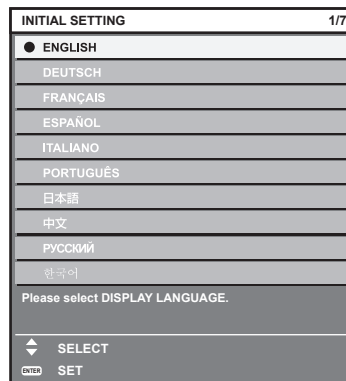 INITIAL SETTING 1/7
ENGLISH
DEUTSCH
FRANÇAIS
ESPAÑOL
ITALIANO
PORTUGUÊS
日本語
中文
РУССКИЙ
한국어
Please select DISPLAY LANGUAGE.
SELECT
ENTER SET